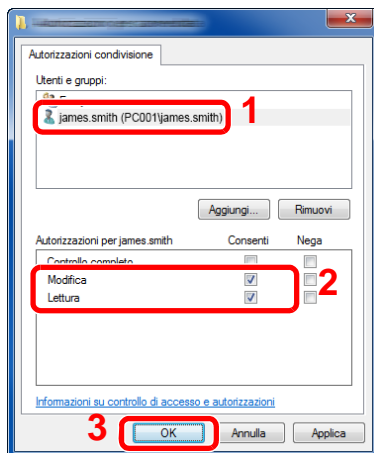 Autorizzazioni condivisione
Utenti e gruppi:
james.smith (PC001\james.smith)
1
Aggiungi...
Rimuovi
Autorizzazioni per james.smith
Consenti
Nega
Controllo completo
Modifica
2
Lettura
Informazioni su controllo di accesso e autorizzazioni
3
OK
Annulla
Applica